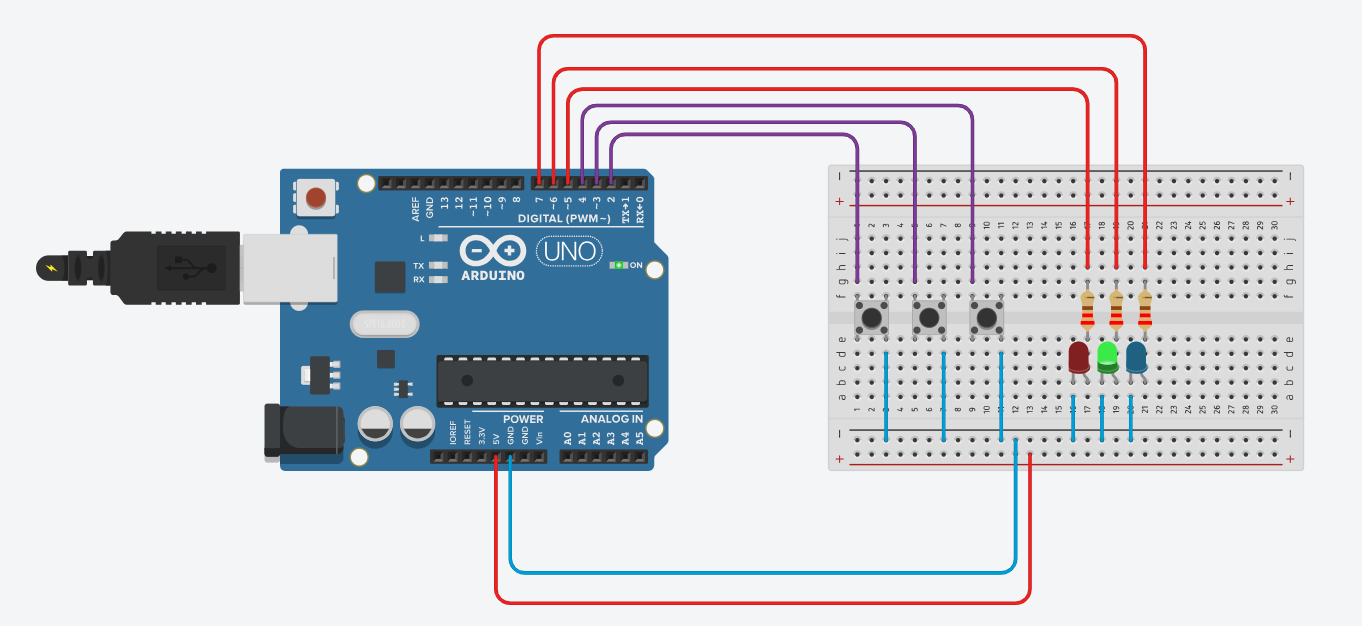 AREF
GND
13
12
~11
~10
~9
8
7
~6
~5
4
~3
2
TX→1
RX←0
DIGITAL (PWM ~)
L
TX
RX
UNO
ARDUINO
ON
POWER
ANALOG IN
IOREF
RESET
3.3V
5V
GND
GND
Vin
A0
A1
A2
A3
A4
A5
− −
+ +
1 2 3 4 5 6 7 8 9 10 11 12 13 14 15 16 17 18 19 20 21 22 23 24 25 26 27 28 29 30
j j
i i
h h
g g
f f
e e
d d
c c
b b
a a
1 2 3 4 5 6 7 8 9 10 11 12 13 14 15 16 17 18 19 20 21 22 23 24 25 26 27 28 29 30
− −
+ +